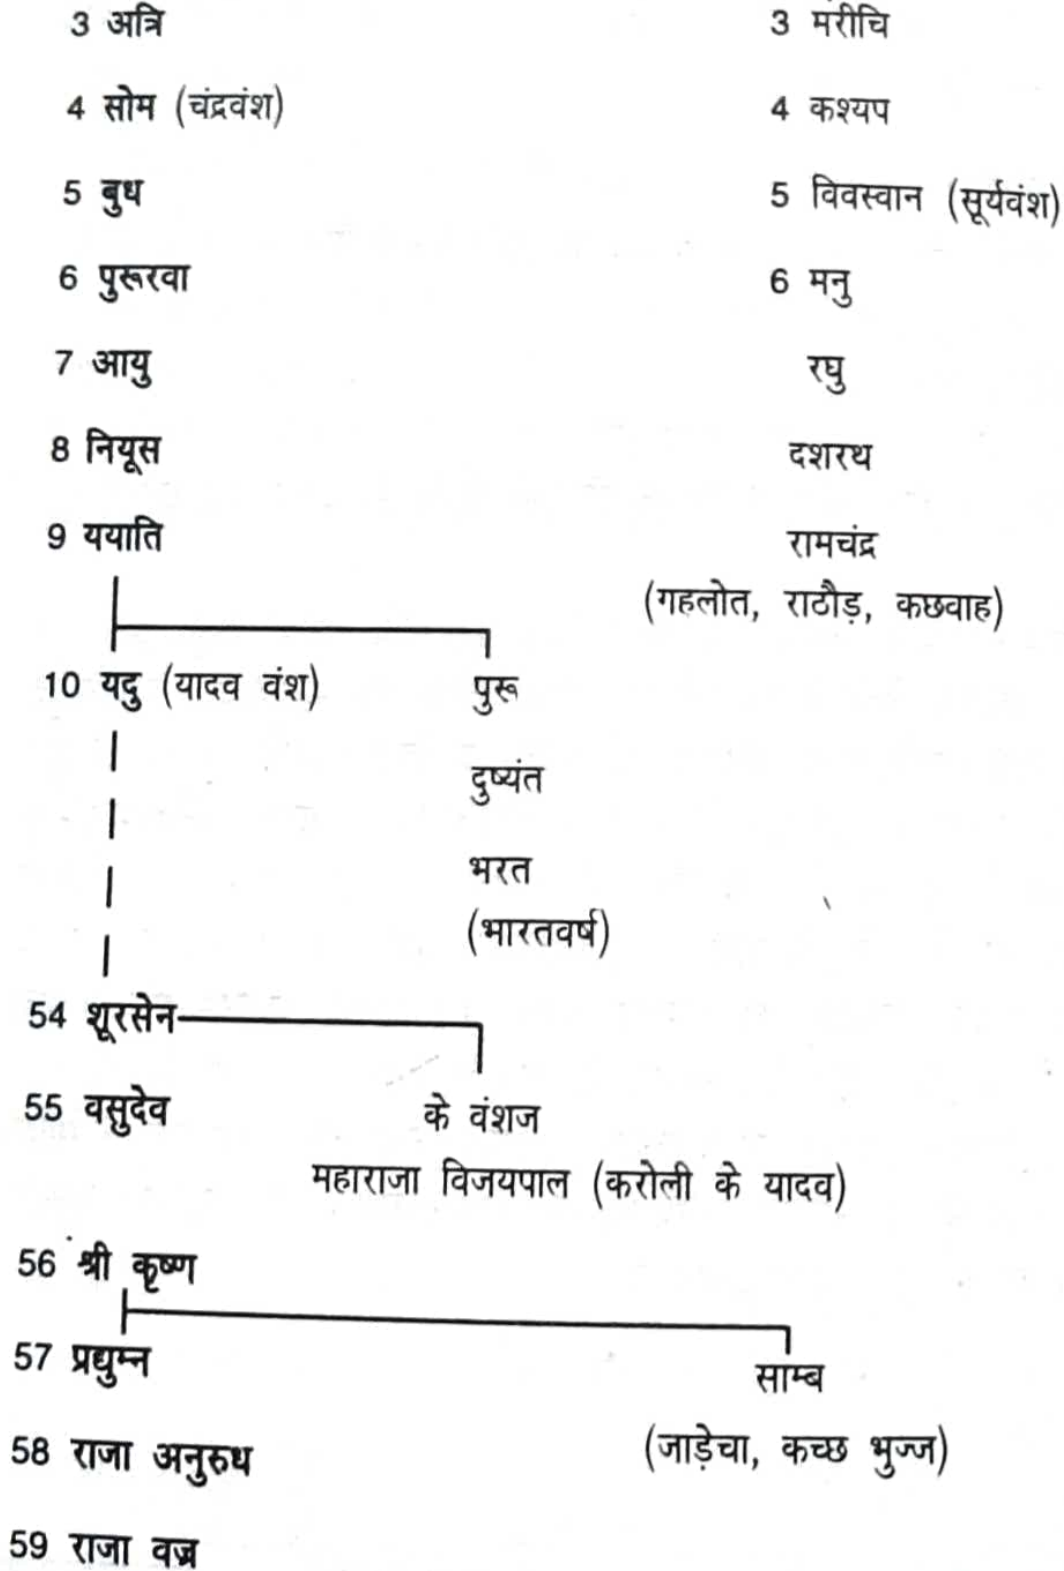 3 अत्रि
3 मरीचि
4 सोम (चंद्रवंश)
4 कश्यप
5 बुध
5 विवस्वान (सूर्यवंश)
6 पुरूरवा
6 मनु
7 आयु
रघु
8 नियूस
दशरथ
9 ययाति
रामचंद्र
(गहलोत, राठौड़, कछवाह)
10 यदु (यादव वंश)
पुरू
दुष्यंत
भरत
(भारतवर्ष)
54 शूरसेन
55 वसुदेव
के वंशज
महाराजा विजयपाल (करोली के यादव)
56 श्री कृष्ण
57 प्रद्युम्न
साम्ब
58 राजा अनुरुध
(जाड़ेचा, कच्छ भुज्ज)
59 राजा वज्र